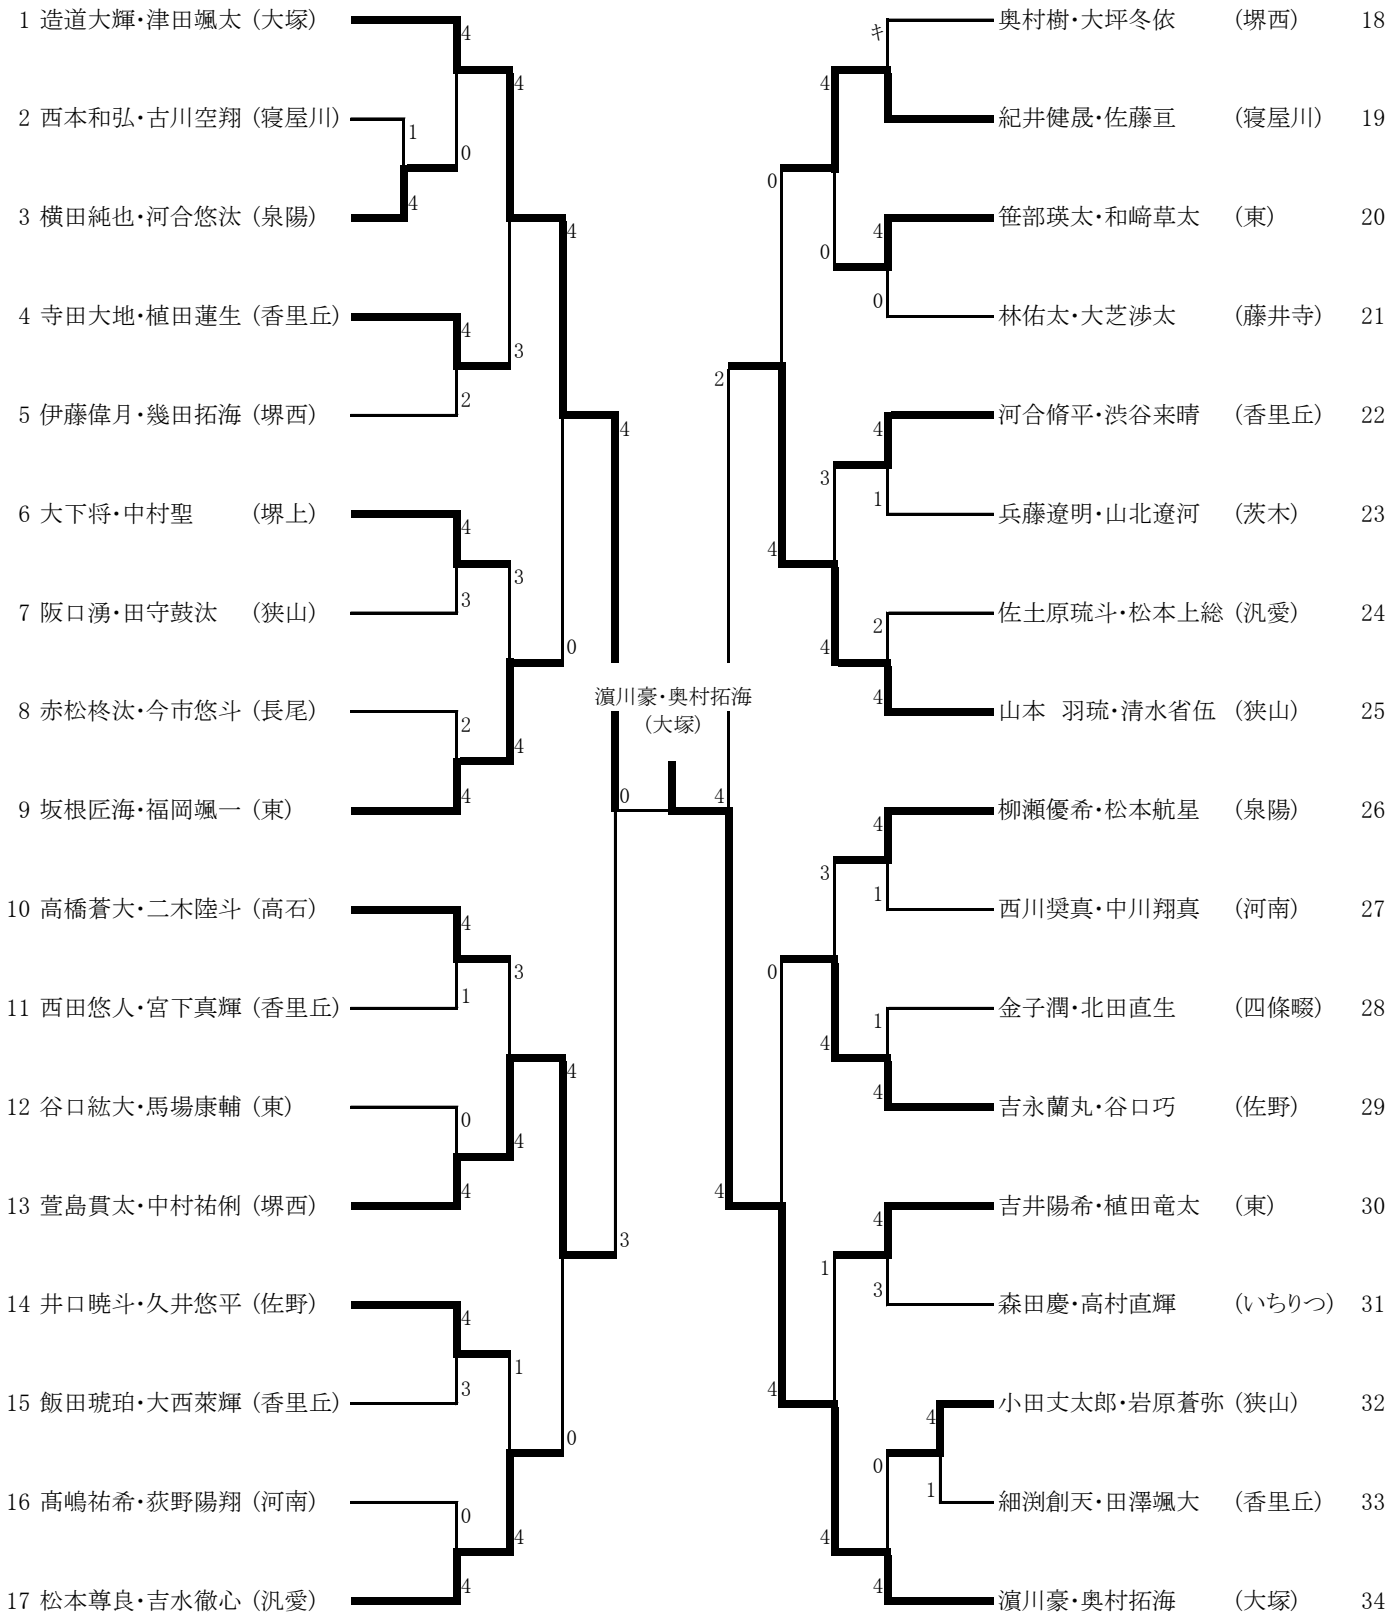 1 造道大輝・津田颯太 (大塚)
2 西本和弘・古川空翔 (寝屋川)
3 横田純也・河合悠汰 (泉陽)
4 寺田大地・植田蓮生 (香里丘)
5 伊藤偉月・幾田拓海 (堺西)
6 大下将・中村聖 (堺上)
7 阪口湧・田守鼓汰 (狭山)
8 赤松柊汰・今市悠斗 (長尾)
9 坂根匠海・福岡颯一 (東)
10 高橋蒼大・二木陸斗 (高石)
11 西田悠人・宮下真輝 (香里丘)
12 谷口紘大・馬場康輔 (東)
13 萱島貫太・中村祐俐 (堺西)
14 井口暁斗・久井悠平 (佐野)
15 飯田琥珀・大西萊輝 (香里丘)
16 髙嶋祐希・荻野陽翔 (河南)
17 松本尊良・吉水徹心 (汎愛)
4
1
4
0
4
4
2
3
4
4
3
3
2
4
4
0
4
1
3
0
4
4
4
4
3
1
0
4
4
0
4
3
0
濵川豪・奥村拓海
(大塚)
4
2
4
0
4
0
4
キ
4
0
4
0
3
4
4
1
2
4
3
4
4
1
1
4
1
4
4
3
0
4
1
4
奥村樹・大坪冬依 (堺西) 18
紀井健晟・佐藤亘 (寝屋川) 19
笹部瑛太・和﨑草太 (東) 20
林佑太・大芝渉太 (藤井寺) 21
河合脩平・渋谷来晴 (香里丘) 22
兵藤遼明・山北遼河 (茨木) 23
佐土原琉斗・松本上総 (汎愛) 24
山本 羽琉・清水省伍 (狭山) 25
柳瀬優希・松本航星 (泉陽) 26
西川奨真・中川翔真 (河南) 27
金子潤・北田直生 (四條畷) 28
吉永蘭丸・谷口巧 (佐野) 29
吉井陽希・植田竜太 (東) 30
森田慶・高村直輝 (いちりつ) 31
小田丈太郎・岩原蒼弥 (狭山) 32
細渕創天・田澤颯大 (香里丘) 33
濵川豪・奥村拓海 (大塚) 34